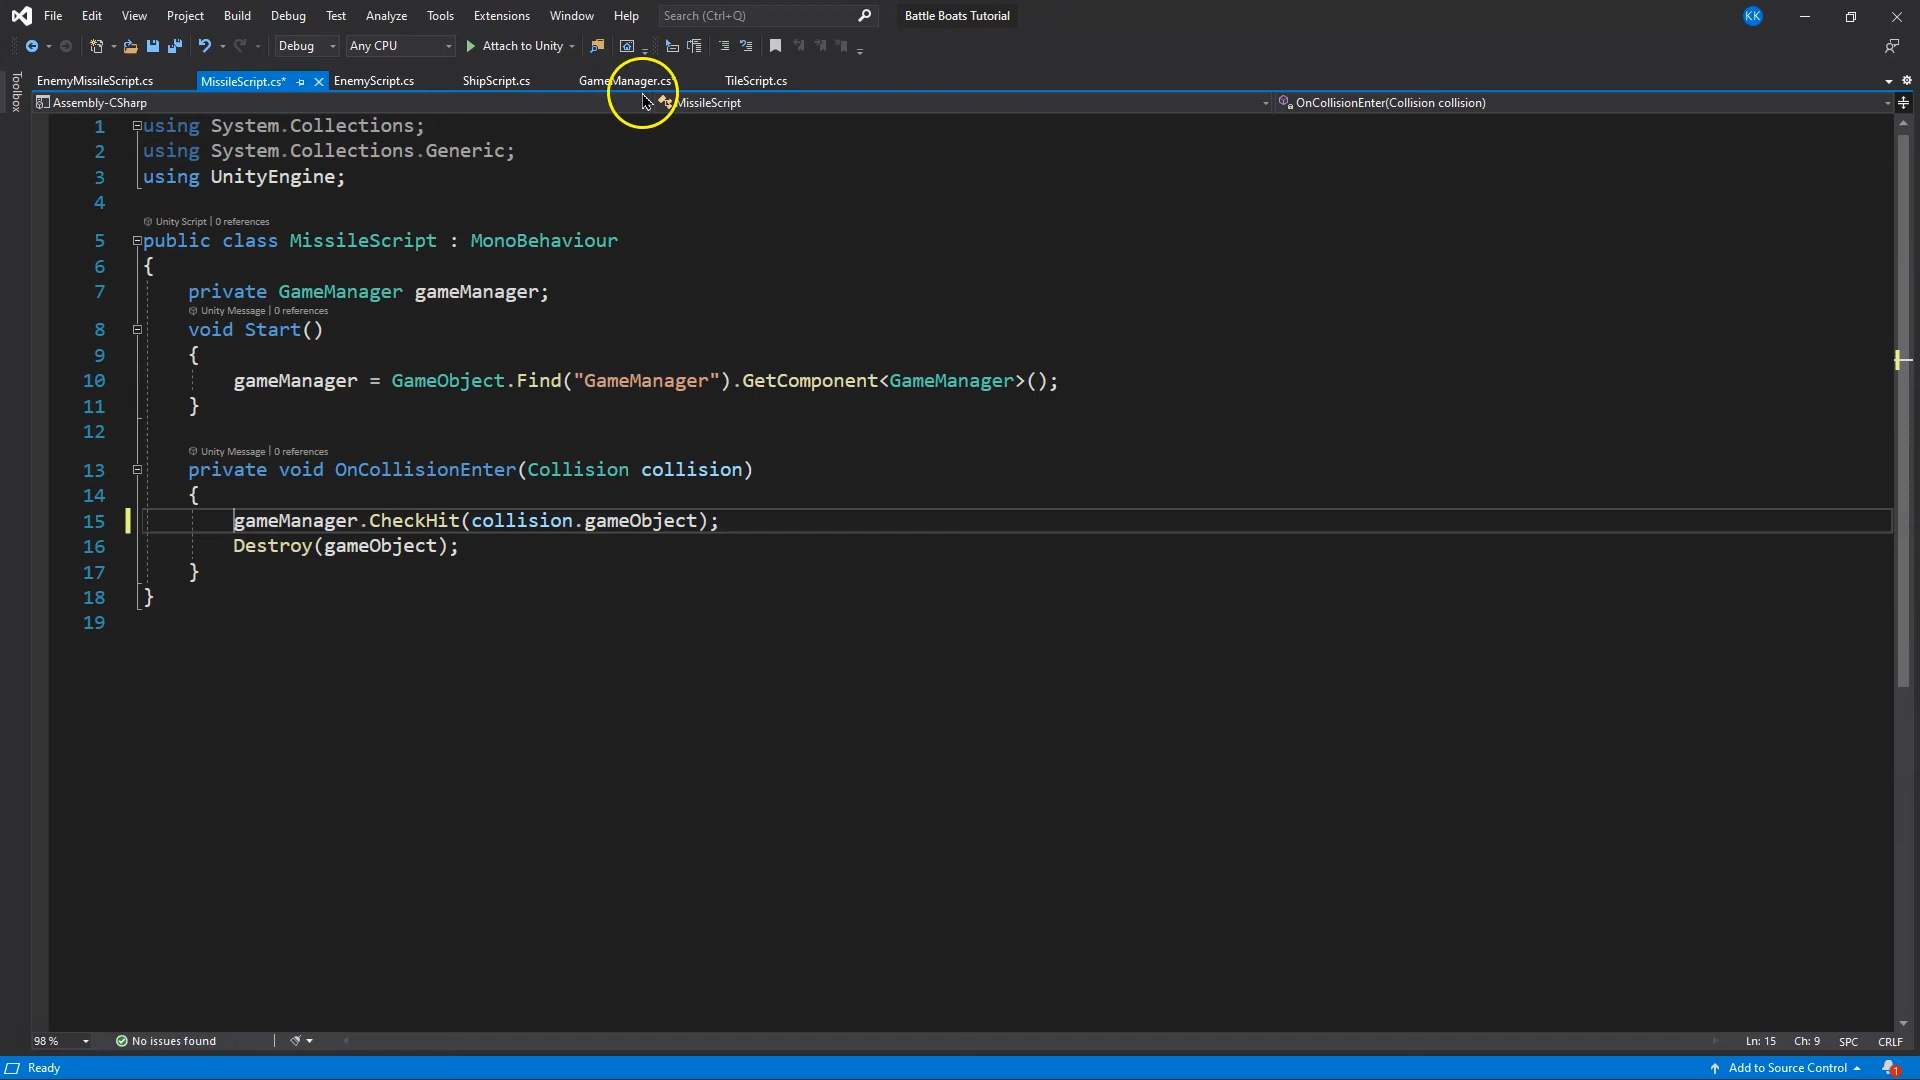 File Edit View Project Build Debug Test Analyze Tools Extensions Window Help Search (Ctrl+Q) Battle Boats Tutorial KK
Debug Any CPU Attach to Unity
Toolbox
EnemyMissileScript.cs MissileScript.cs* EnemyScript.cs ShipScript.cs GameManager.cs TileScript.cs
Assembly-CSharp MissileScript OnCollisionEnter(Collision collision)
1 using System.Collections;
2 using System.Collections.Generic;
3 using UnityEngine;
4
Unity Script | 0 references
5 public class MissileScript : MonoBehaviour
6 {
7 private GameManager gameManager;
Unity Message | 0 references
8 void Start()
9 {
10 gameManager = GameObject.Find("GameManager").GetComponent<GameManager>();
11 }
12
Unity Message | 0 references
13 private void OnCollisionEnter(Collision collision)
14 {
15 gameManager.CheckHit(collision.gameObject);
16 Destroy(gameObject);
17 }
18 }
19
98 % No issues found Ln: 15 Ch: 9 SPC CRLF
Ready Add to Source Control 1